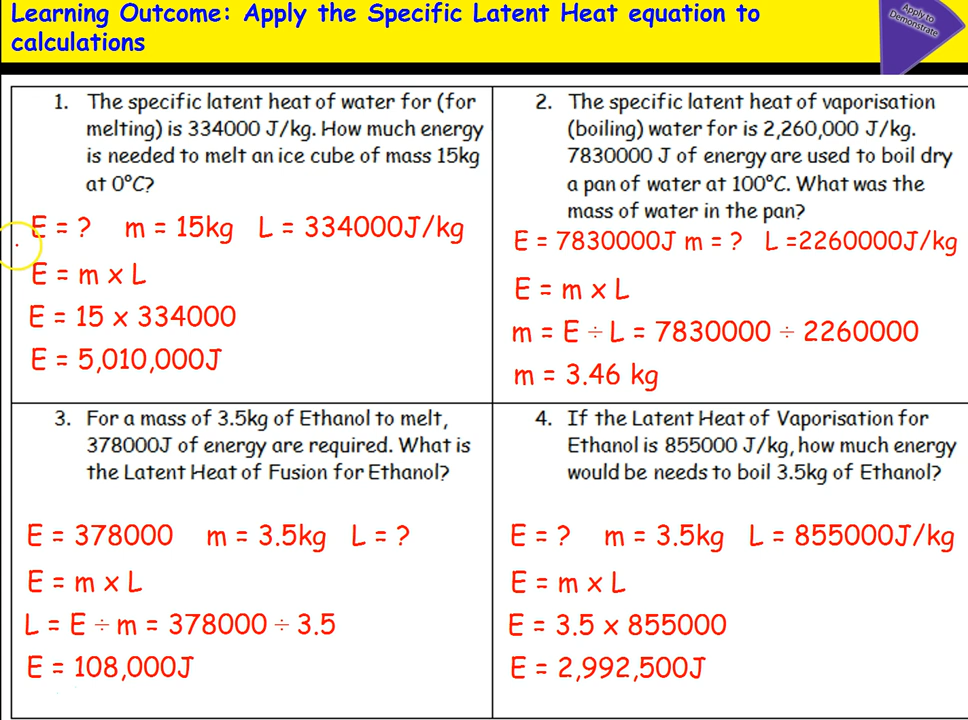 Learning Outcome: Apply the Specific Latent Heat equation to
calculations
Apply to
Demonstrate
1. The specific latent heat of water for (for
melting) is 334000 J/kg. How much energy
is needed to melt an ice cube of mass 15kg
at 0°C?
E = ? m = 15kg L = 334000J/kg
E = m x L
E = 15 x 334000
E = 5,010,000J
2. The specific latent heat of vaporisation
(boiling) water for is 2,260,000 J/kg.
7830000 J of energy are used to boil dry
a pan of water at 100°C. What was the
mass of water in the pan?
E = 7830000J m = ? L =2260000J/kg
E = m x L
m = E ÷ L = 7830000 ÷ 2260000
m = 3.46 kg
3. For a mass of 3.5kg of Ethanol to melt,
378000J of energy are required. What is
the Latent Heat of Fusion for Ethanol?
E = 378000 m = 3.5kg L = ?
E = m x L
L = E ÷ m = 378000 ÷ 3.5
E = 108,000J
4. If the Latent Heat of Vaporisation for
Ethanol is 855000 J/kg, how much energy
would be needs to boil 3.5kg of Ethanol?
E = ? m = 3.5kg L = 855000J/kg
E = m x L
E = 3.5 x 855000
E = 2,992,500J